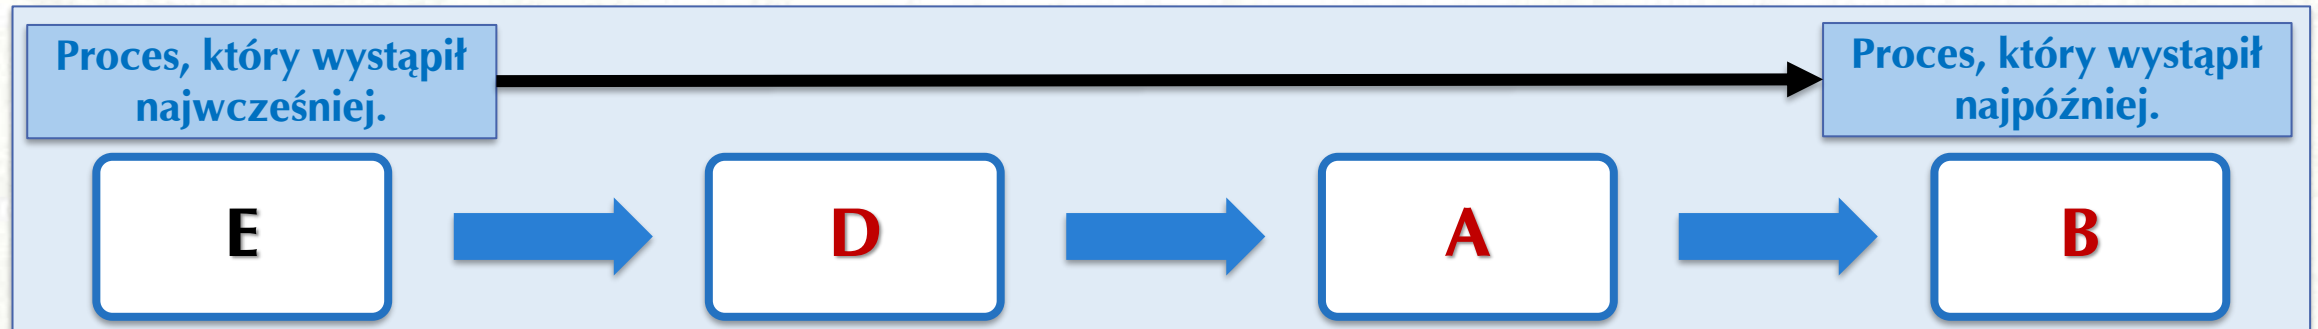 Proces, który wystąpił
najwcześniej.
Proces, który wystąpił
najpóźniej.
E
D
A
B